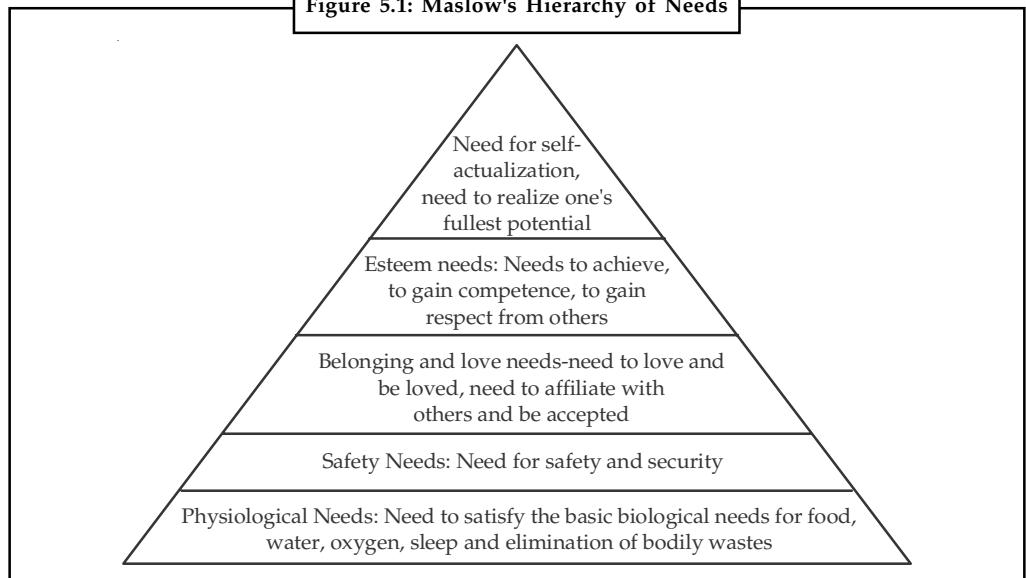 Figure 5.1: Maslow's Hierarchy of Needs
Need for self-
actualization,
need to realize one's
fullest potential
Esteem needs: Needs to achieve,
to gain competence, to gain
respect from others
Belonging and love needs-need to love and
be loved, need to affiliate with
others and be accepted
Safety Needs: Need for safety and security
Physiological Needs: Need to satisfy the basic biological needs for food,
water, oxygen, sleep and elimination of bodily wastes